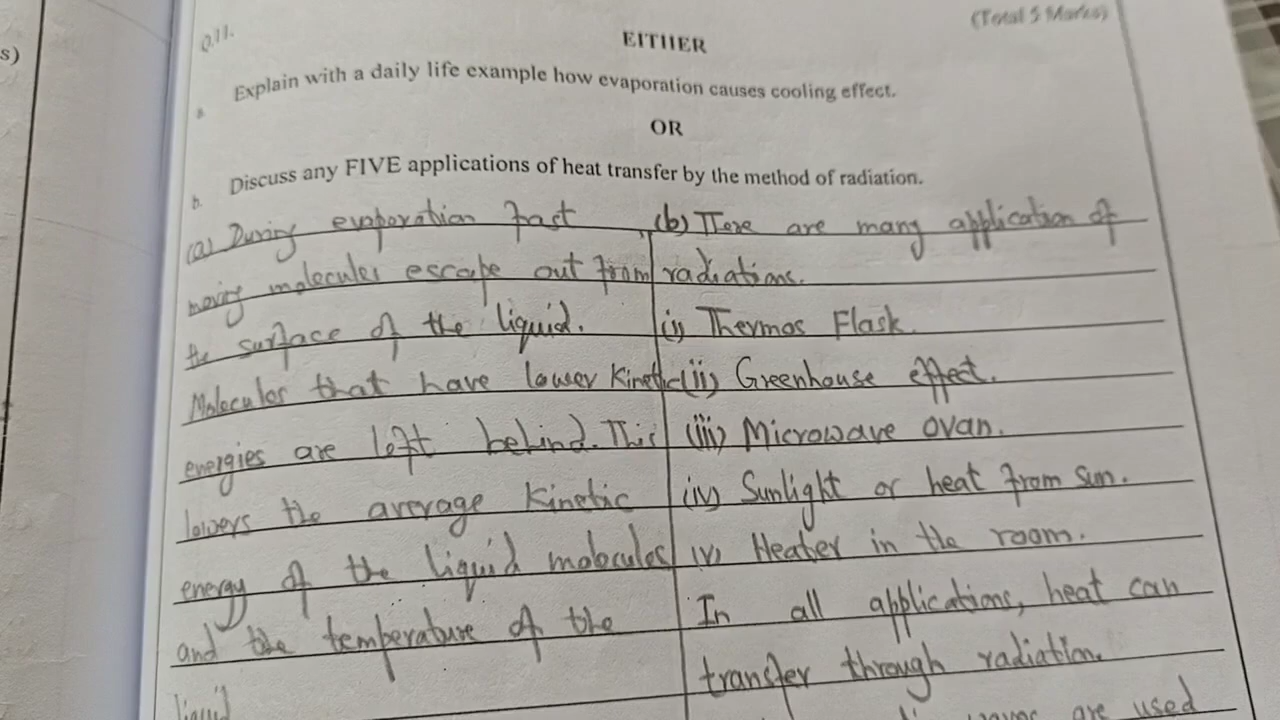 s)
(Total 5 Marks)
Q.11.
EITHER
a. Explain with a daily life example how evaporation causes cooling effect.
OR
b. Discuss any FIVE applications of heat transfer by the method of radiation.
(a) During evaporation fast
moving molecules escape out from
the surface of the liquid.
Molecules that have lower kinetic
energies are left behind. This
lowers the average kinetic
energy of the liquid molecules
and the temperature of the
liquid
(b) There are many application of
radiations.
(i) Thermos Flask.
(ii) Greenhouse effect.
(iii) Microwave ovan.
(iv) Sunlight or heat from sun.
(v) Heater in the room.
In all applications, heat can
transfer through radiation.
are used